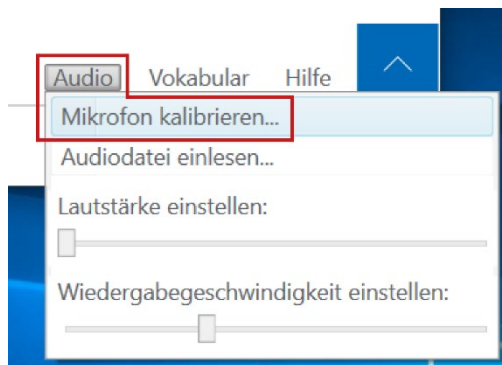 Audio Vokabular Hilfe
Mikrofon kalibrieren...
Audiodatei einlesen...
Lautstärke einstellen:
Wiedergabegeschwindigkeit einstellen: